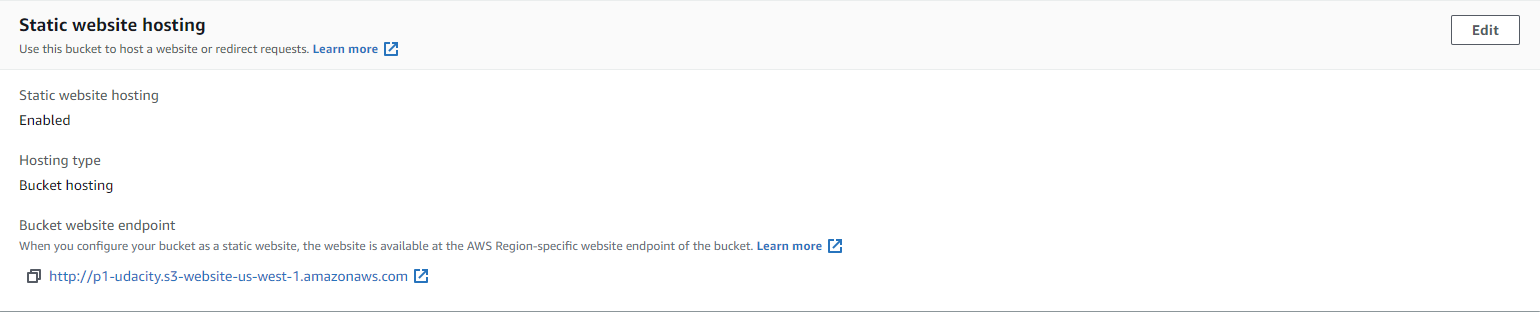 Static website hosting
Edit
Use this bucket to host a website or redirect requests. Learn more
Static website hosting
Enabled
Hosting type
Bucket hosting
Bucket website endpoint
When you configure your bucket as a static website, the website is available at the AWS Region-specific website endpoint of the bucket. Learn more
http://p1-udacity.s3-website-us-west-1.amazonaws.com